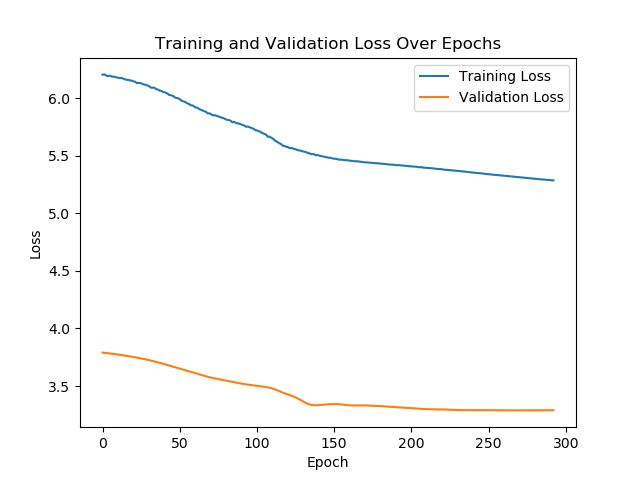 Training and Validation Loss Over Epochs
Training Loss
Validation Loss
6.0
5.5
5.0
4.5
4.0
3.5
Loss
0 50 100 150 200 250 300
Epoch